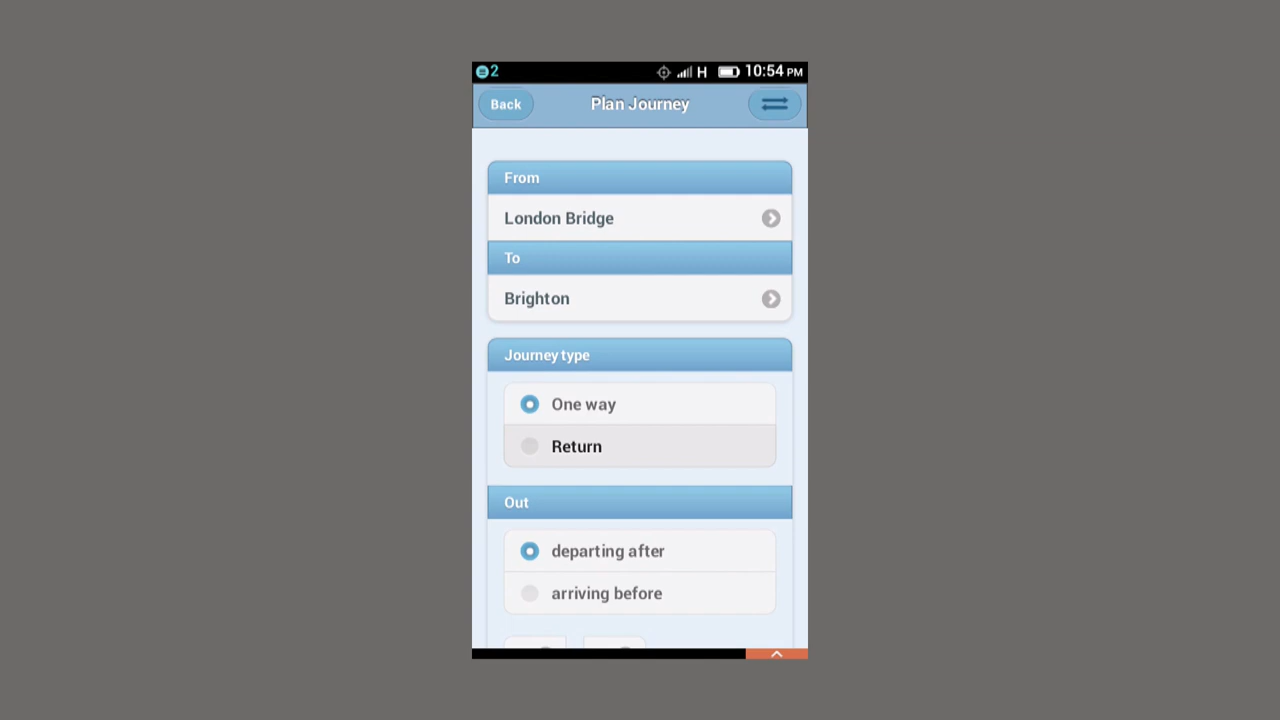 2 H 10:54 PM
Back Plan Journey
From
London Bridge
To
Brighton
Journey type
One way
Return
Out
departing after
arriving before